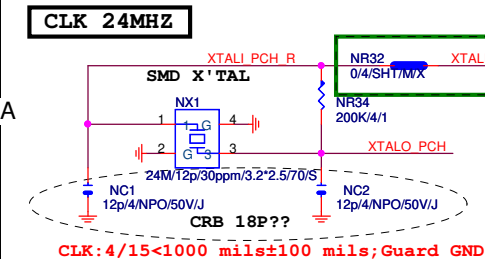 CLK 24MHZ
XTALI_PCH_R
NR32
XTAL
0/4/SHT/M/X
SMD X'TAL
A
NX1
NR34
200K/4/1
1
1
G
4
2
G
3
3
XTALO_PCH
24M/12p/30ppm/3.2*2.5/70/S
NC1
12p/4/NPO/50V/J
NC2
12p/4/NPO/50V/J
CRB 18P??
CLK:4/15<1000 mils±100 mils;Guard GND